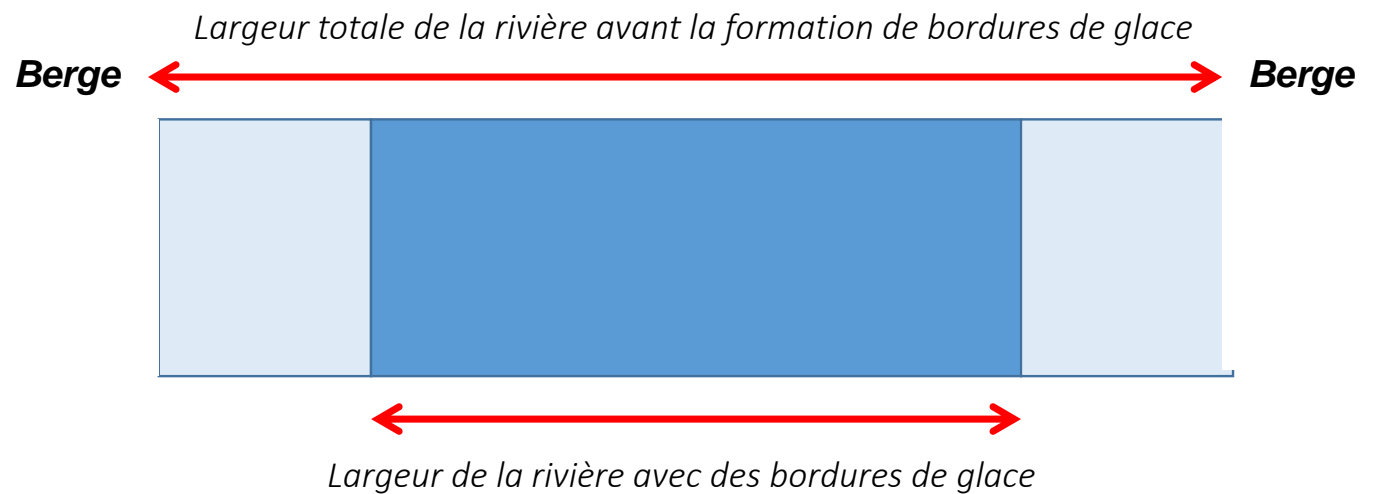 Largeur totale de la rivière avant la formation de bordures de glace
Berge
Berge
Largeur de la rivière avec des bordures de glace